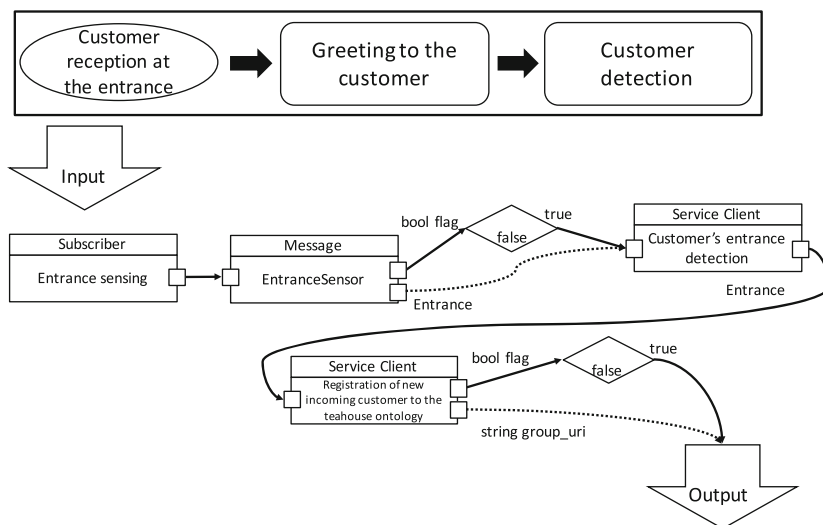 Customer
reception at
the entrance
Greeting to the
customer
Customer
detection
Input
Subscriber
Entrance sensing
Message
EntranceSensor
bool flag
false
true
Entrance
Service Client
Customer's entrance
detection
Entrance
Service Client
Registration of new
incoming customer to the
teahouse ontology
bool flag
false
true
string group_uri
Output